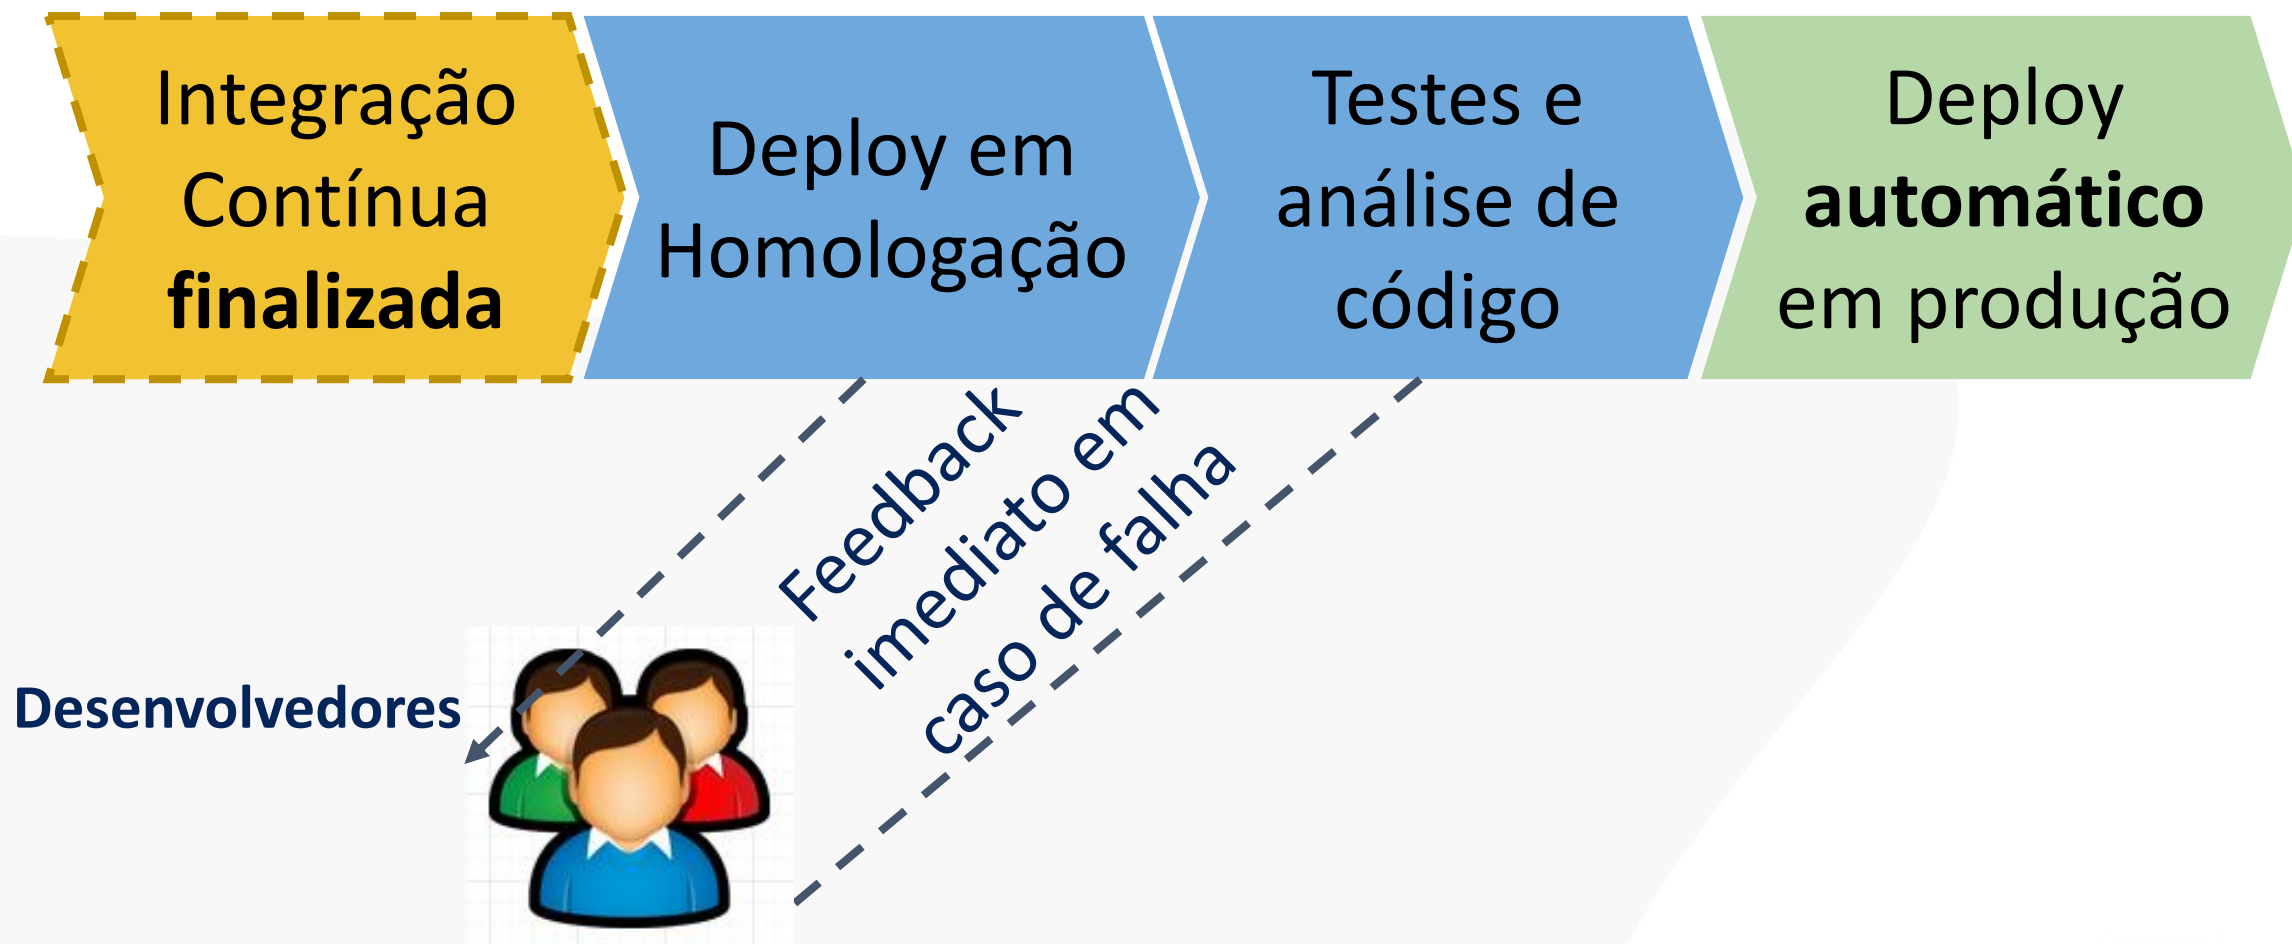 Integração
Contínua
finalizada
Deploy em
Homologação
Testes e
análise de
código
Deploy
automático
em produção
Feedback
imediato em
caso de falha
Desenvolvedores